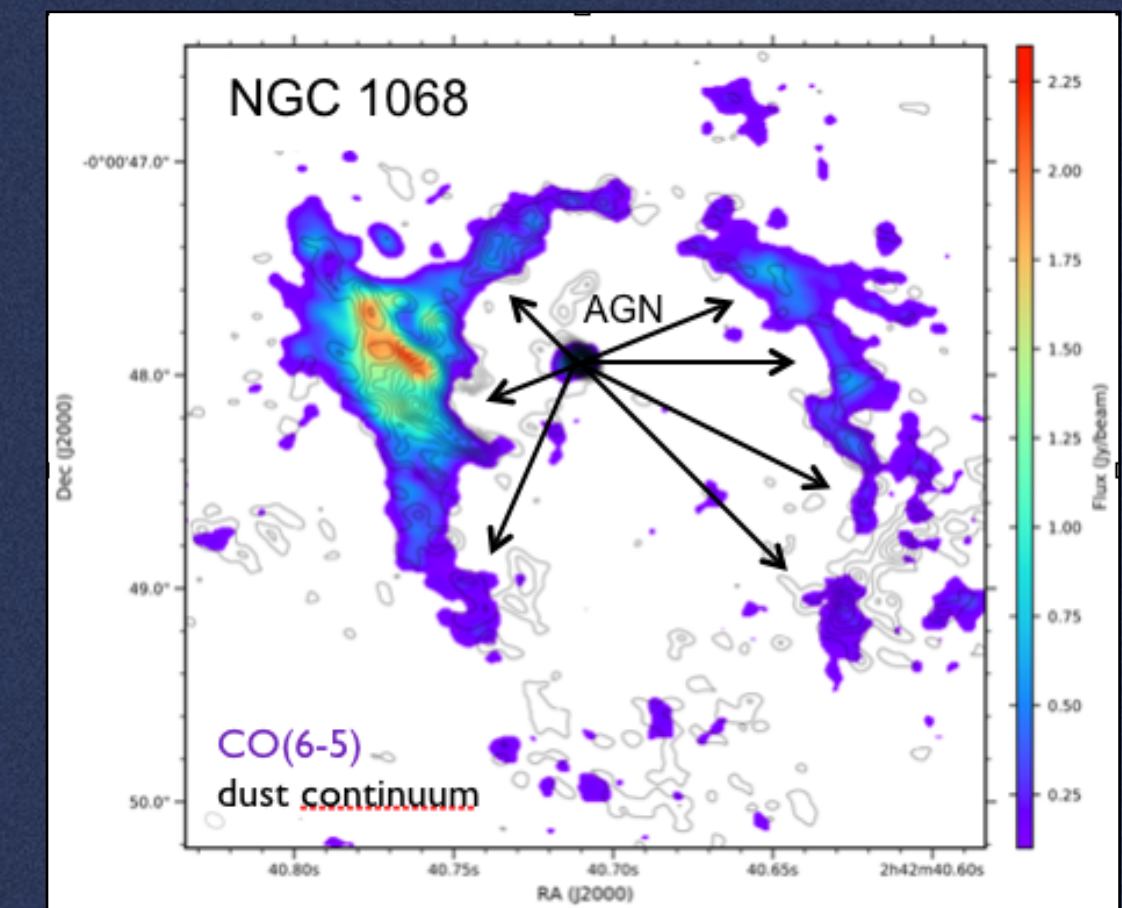 NGC 1068
2.25
-0°00'47.0"
2.00
1.75
AGN
1.50
48.0"
Dec (J2000)
Flux (Jy/beam)
1.25
1.00
49.0"
0.75
CO(6-5)
0.50
dust continuum
50.0"
0.25
40.80s 40.75s 40.70s 40.65s 2h42m40.60s
RA (J2000)